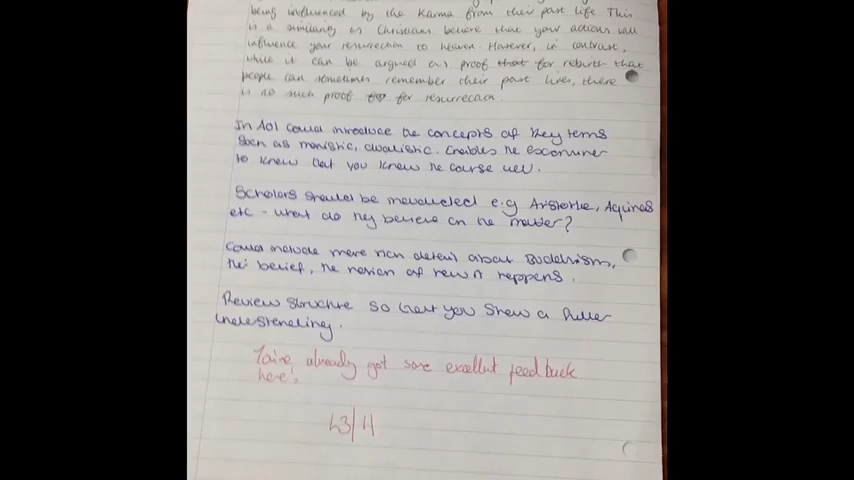 being influenced by the Karma from their past life This
is a similarity as Christians believe that your actions will
influence your resurrection to heaven. However, in contrast,
while it can be argued as proof that for rebirth that
people can sometimes remember their past lives, there
is no such proof for resurrection.
In AO1 could introduce the concepts of key terms
such as monistic, dualistic. Enables the examiner
to know that you know the course well.
Scholars should be included e.g Aristotle, Aquinas
etc - what do they believe on the matter?
Could include more rich detail about Buddhism,
the belief, the notion of how it happens.
Review structure so that you show a fuller
understanding.
You've already got some excellent feedback
here!
L3/11